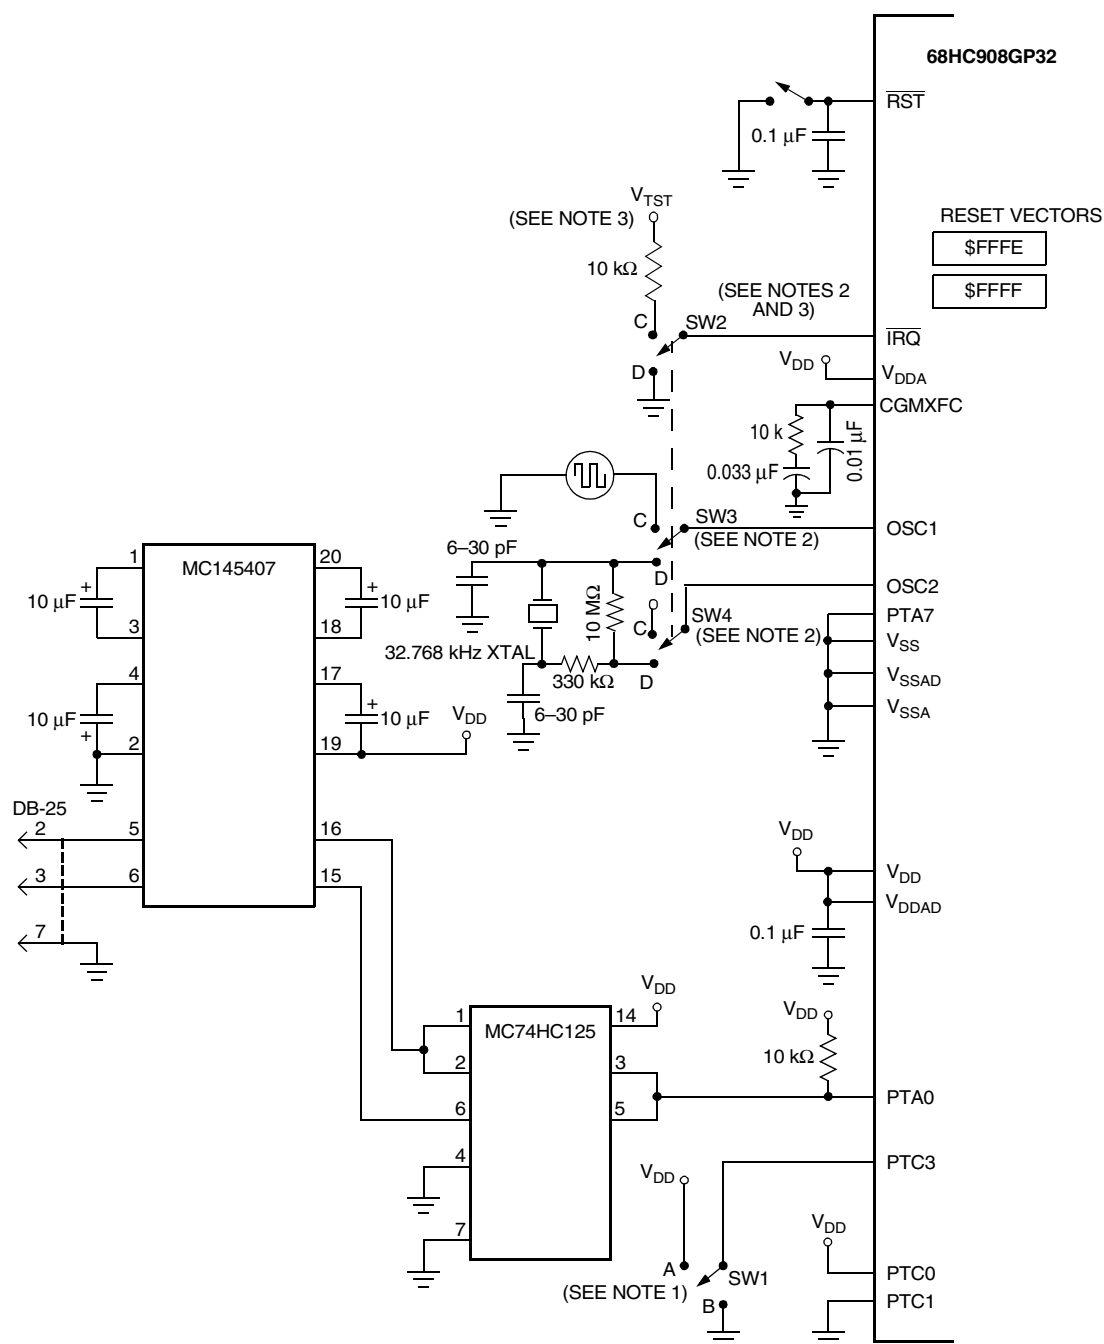 68HC908GP32
RST
0.1 µF
VTST
(SEE NOTE 3)
RESET VECTORS
$FFFE
$FFFF
10 kΩ
(SEE NOTES 2
AND 3)
C
SW2
IRQ
VDD
VDDA
D
CGMXFC
10 k
0.01 µF
0.033 µF
C
SW3
OSC1
(SEE NOTE 2)
6–30 pF
D
OSC2
10 MΩ
C
SW4
(SEE NOTE 2)
PTA7
VSS
32.768 kHz XTAL
330 kΩ
D
VSSAD
6–30 pF
VSSA
MC145407
1
20
10 µF
+
+
10 µF
3
18
4
17
10 µF
+
+
10 µF
VDD
2
19
DB-25
2
5
16
3
6
15
7
VDD
VDD
VDDAD
0.1 µF
VDD
MC74HC125
1
14
2
3
6
5
4
7
VDD
10 kΩ
PTA0
PTC3
VDD
VDD
A
SW1
(SEE NOTE 1)
B
PTC0
PTC1